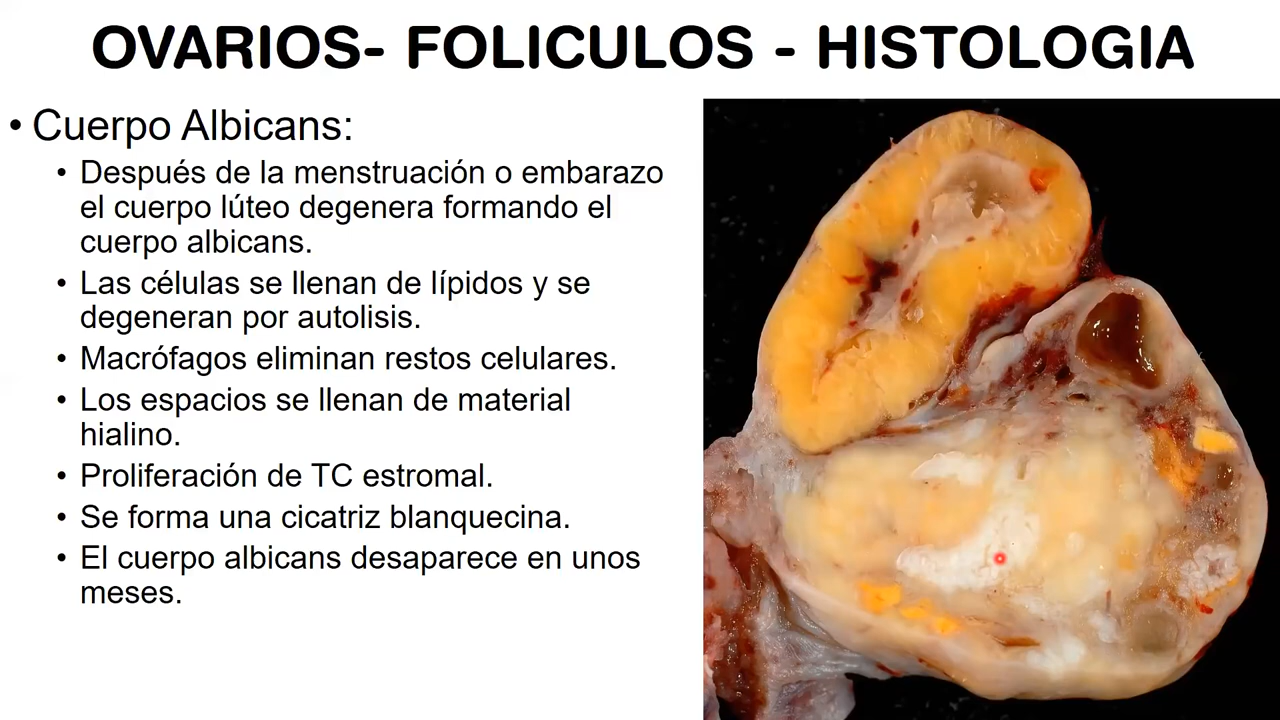 OVARIOS- FOLICULOS - HISTOLOGIA
• Cuerpo Albicans:
• Después de la menstruación o embarazo
el cuerpo lúteo degenera formando el
cuerpo albicans.
• Las células se llenan de lípidos y se
degeneran por autolisis.
• Macrófagos eliminan restos celulares.
• Los espacios se llenan de material
hialino.
• Proliferación de TC estromal.
• Se forma una cicatriz blanquecina.
• El cuerpo albicans desaparece en unos
meses.